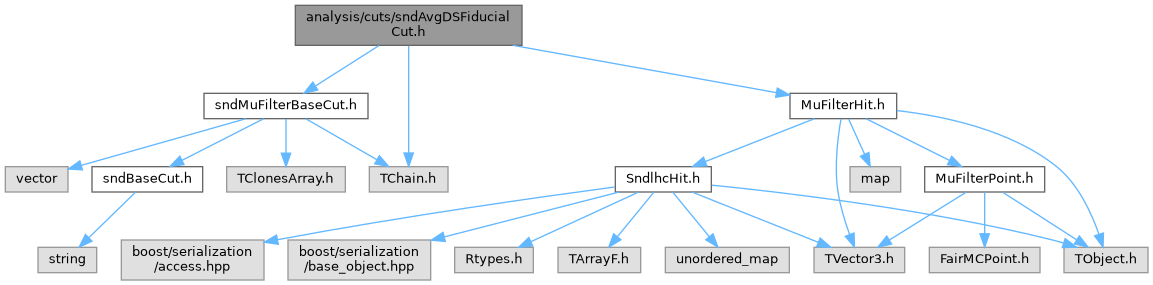 analysis/cuts/sndAvgDSFiducial
Cut.h
sndMuFilterBaseCut.h
MuFilterHit.h
vector
sndBaseCut.h
TClonesArray.h
TChain.h
SndlhcHit.h
map
MuFilterPoint.h
string
boost/serialization
/access.hpp
boost/serialization
/base_object.hpp
Rtypes.h
TArrayF.h
unordered_map
TVector3.h
FairMCPoint.h
TObject.h